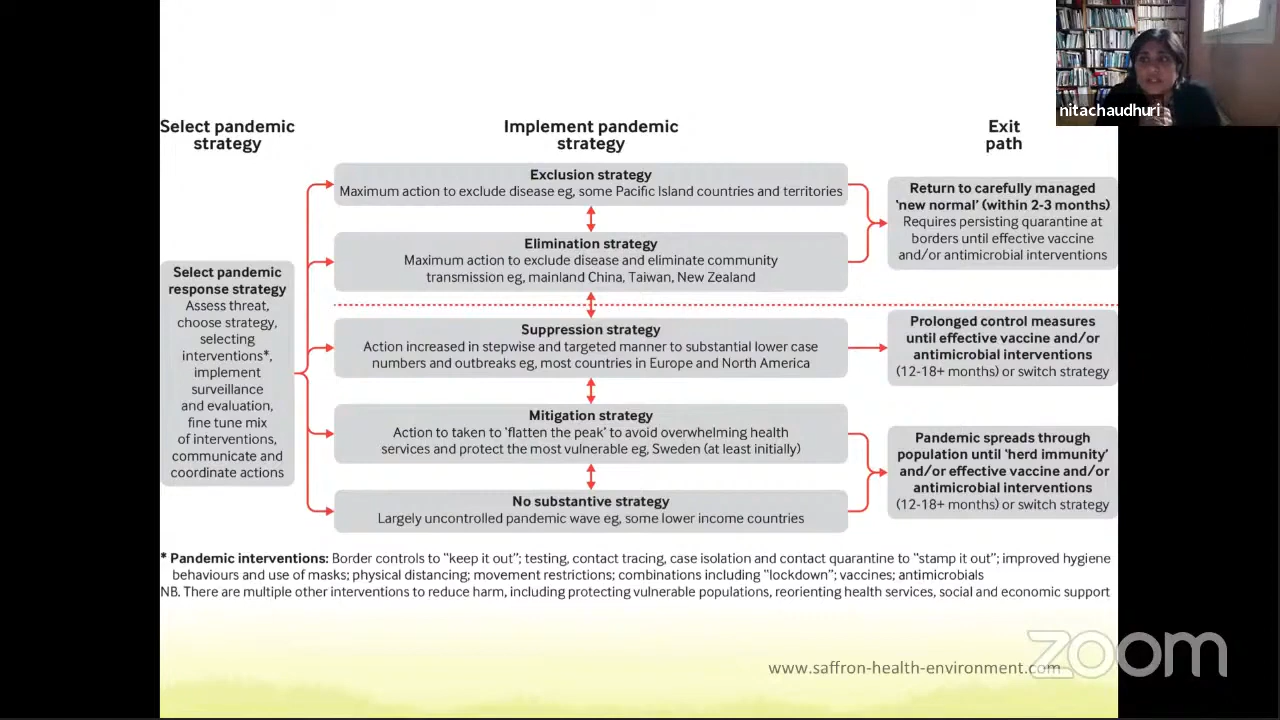 nitachaudhuri
Select pandemic
strategy
Implement pandemic
strategy
Exit
path
Select pandemic
response strategy
Assess threat,
choose strategy,
selecting
interventions*,
implement
surveillance
and evaluation,
fine tune mix
of interventions,
communicate and
coordinate actions
Exclusion strategy
Maximum action to exclude disease eg, some Pacific Island countries and territories
Elimination strategy
Maximum action to exclude disease and eliminate community
transmission eg, mainland China, Taiwan, New Zealand
Suppression strategy
Action increased in stepwise and targeted manner to substantial lower case
numbers and outbreaks eg, most countries in Europe and North America
Mitigation strategy
Action to taken to 'flatten the peak' to avoid overwhelming health
services and protect the most vulnerable eg, Sweden (at least initially)
No substantive strategy
Largely uncontrolled pandemic wave eg, some lower income countries
Return to carefully managed
'new normal' (within 2-3 months)
Requires persisting quarantine at
borders until effective vaccine
and/or antimicrobial interventions
Prolonged control measures
until effective vaccine and/or
antimicrobial interventions
(12-18+ months) or switch strategy
Pandemic spreads through
population until 'herd immunity'
and/or effective vaccine and/or
antimicrobial interventions
(12-18+ months) or switch strategy
* Pandemic interventions: Border controls to "keep it out"; testing, contact tracing, case isolation and contact quarantine to "stamp it out"; improved hygiene
behaviours and use of masks; physical distancing; movement restrictions; combinations including "lockdown"; vaccines; antimicrobials
NB. There are multiple other interventions to reduce harm, including protecting vulnerable populations, reorienting health services, social and economic support
www.saffron-health-environment.com
zoom